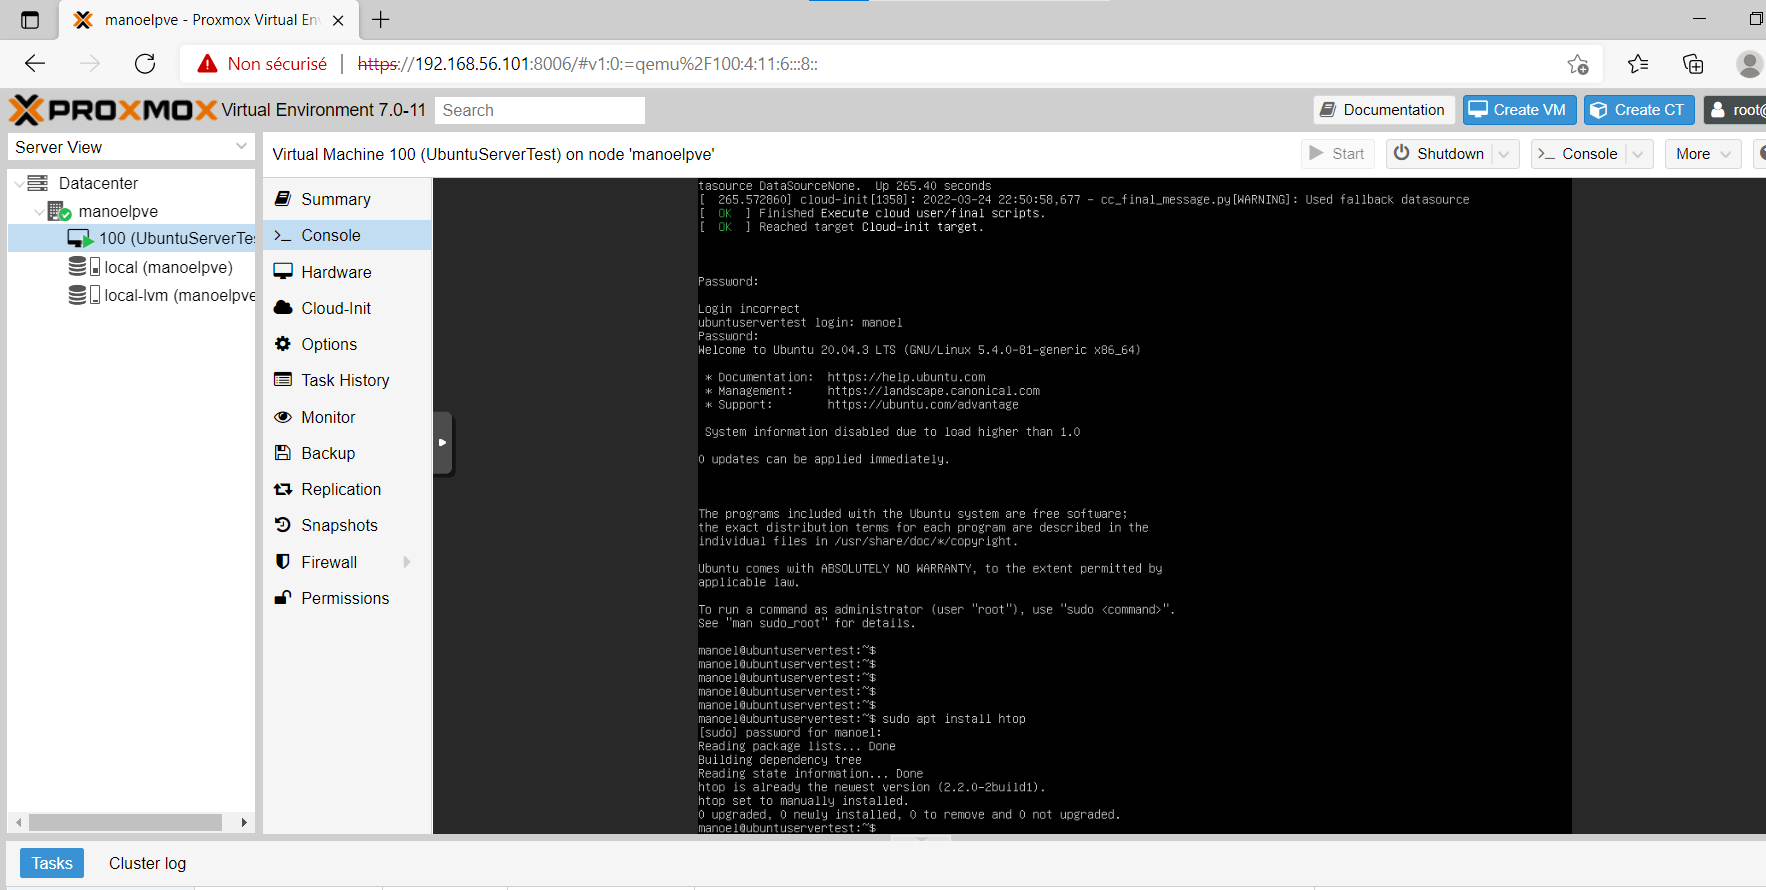 manoelpve - Proxmox Virtual En
Non sécurisé
https://192.168.56.101:8006/#v1:0:=qemu%2F100:4:11:6:::8::
PROXMOX Virtual Environment 7.0-11
Search
Documentation
Create VM
Create CT
root@
Server View
Virtual Machine 100 (UbuntuServerTest) on node 'manoelpve'
Start
Shutdown
Console
More
Datacenter
manoelpve
100 (UbuntuServerTes
local (manoelpve)
local-lvm (manoelpve
Summary
Console
Hardware
Cloud-Init
Options
Task History
Monitor
Backup
Replication
Snapshots
Firewall
Permissions
tasource DataSourceNone.  Up 265.40 seconds
[  265.572860] cloud-init[1358]: 2022-03-24 22:50:58,677 - cc_final_message.py[WARNING]: Used fallback datasource
[  OK  ] Finished Execute cloud user/final scripts.
[  OK  ] Reached target Cloud-init target.
Password:
Login incorrect
ubuntuservertest login: manoel
Password:
Welcome to Ubuntu 20.04.3 LTS (GNU/Linux 5.4.0-81-generic x86_64)
* Documentation:  https://help.ubuntu.com
* Management:     https://landscape.canonical.com
* Support:        https://ubuntu.com/advantage
System information disabled due to load higher than 1.0
0 updates can be applied immediately.
The programs included with the Ubuntu system are free software;
the exact distribution terms for each program are described in the
individual files in /usr/share/doc/*/copyright.
Ubuntu comes with ABSOLUTELY NO WARRANTY, to the extent permitted by
applicable law.
To run a command as administrator (user "root"), use "sudo <command>".
See "man sudo_root" for details.
manoel@ubuntuservertest:~$
manoel@ubuntuservertest:~$
manoel@ubuntuservertest:~$
manoel@ubuntuservertest:~$
manoel@ubuntuservertest:~$
manoel@ubuntuservertest:~$ sudo apt install htop
[sudo] password for manoel:
Reading package lists... Done
Building dependency tree
Reading state information... Done
htop is already the newest version (2.2.0-2build1).
htop set to manually installed.
0 upgraded, 0 newly installed, 0 to remove and 0 not upgraded.
manoel@ubuntuservertest:~$
Tasks
Cluster log